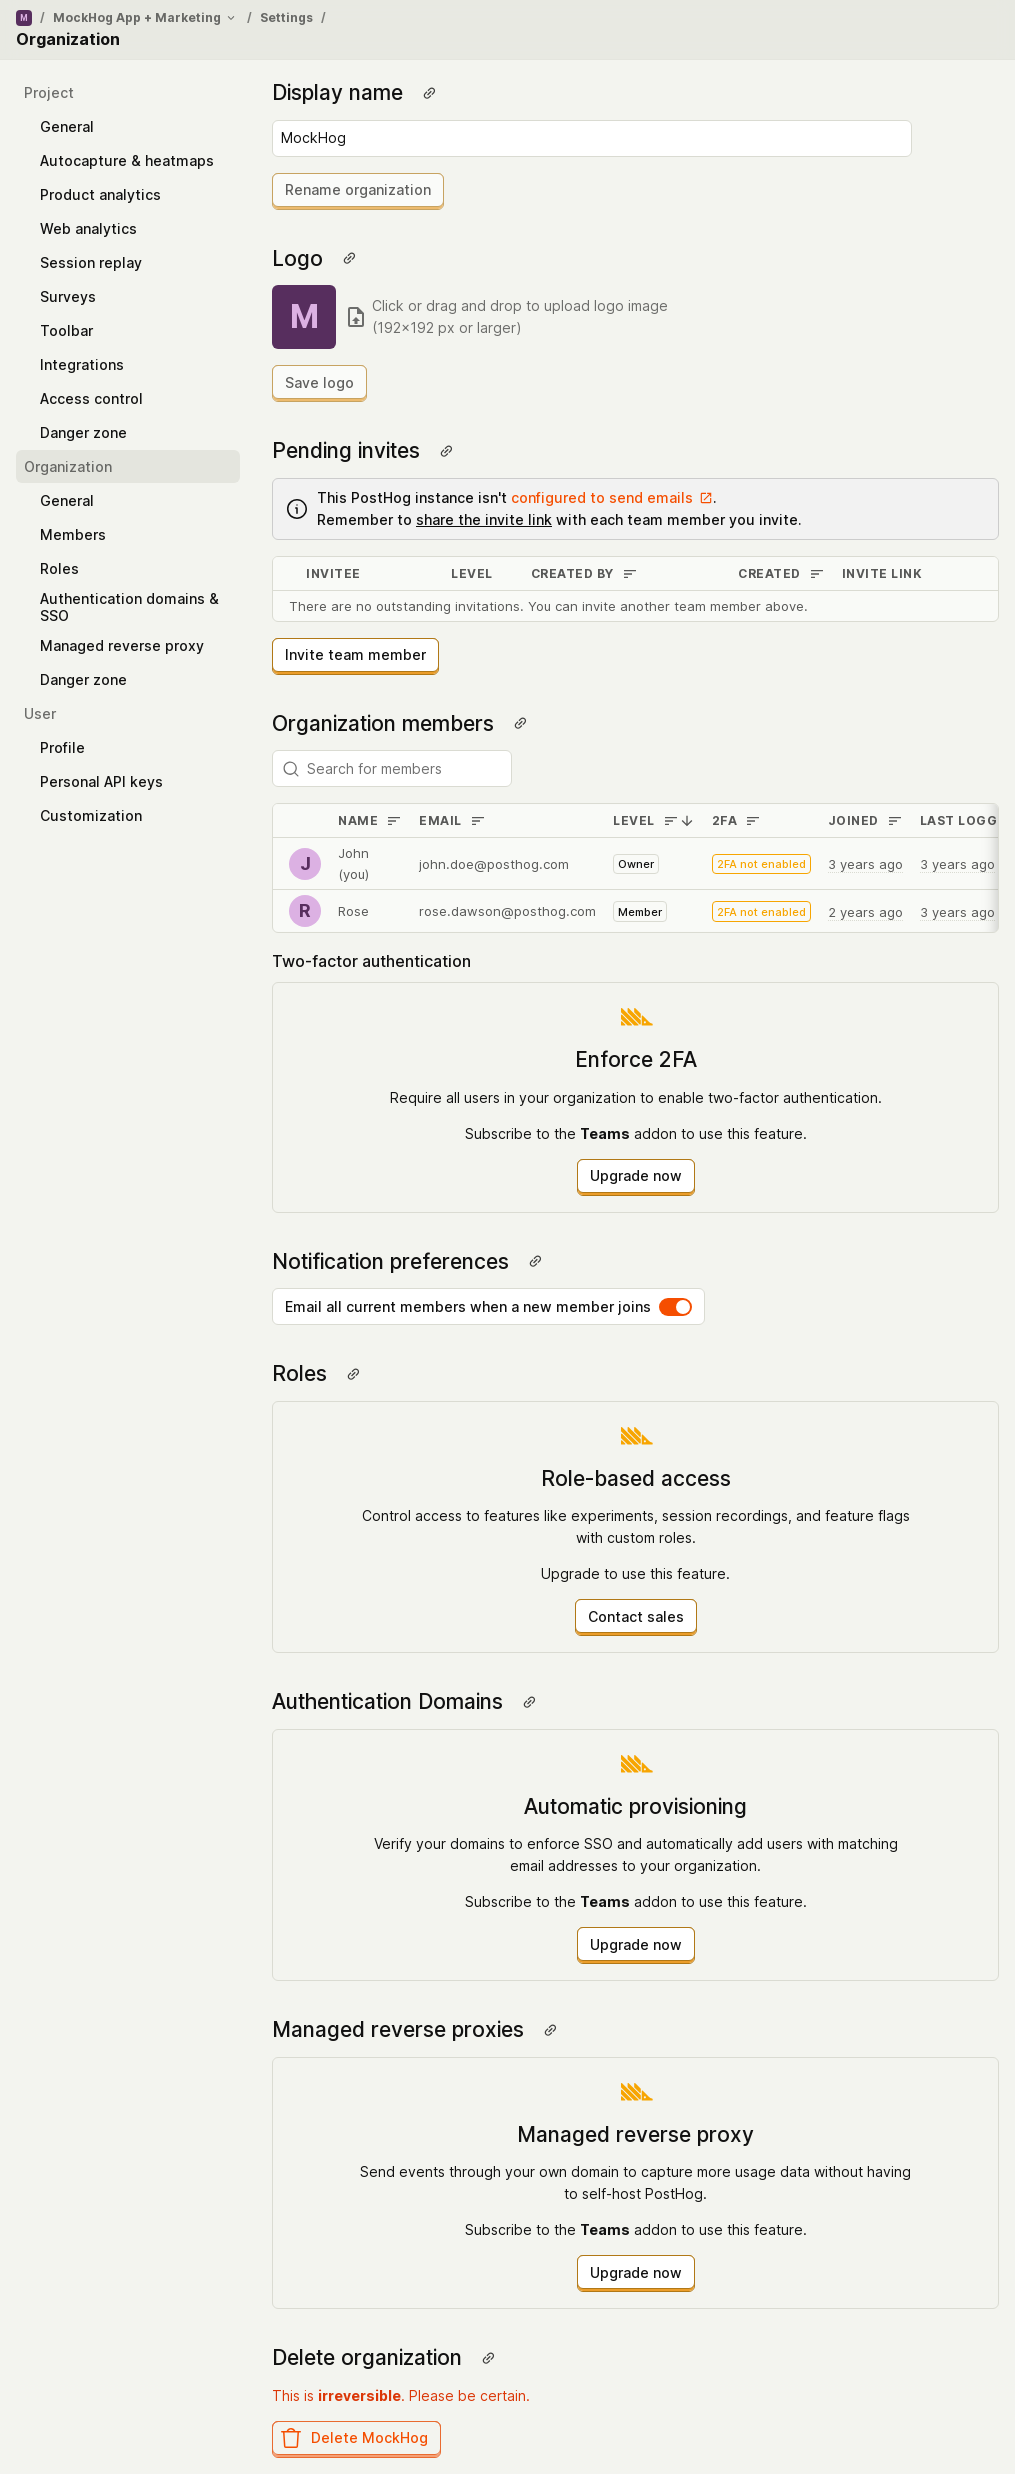 M / MockHog App + Marketing / Settings /
Organization
Project
General
Autocapture & heatmaps
Product analytics
Web analytics
Session replay
Surveys
Toolbar
Integrations
Access control
Danger zone
Organization
General
Members
Roles
Authentication domains &
SSO
Managed reverse proxy
Danger zone
User
Profile
Personal API keys
Customization
Display name
MockHog
Rename organization
Logo
M
Click or drag and drop to upload logo image
(192x192 px or larger)
Save logo
Pending invites
This PostHog instance isn't configured to send emails .
Remember to share the invite link with each team member you invite.
INVITEE LEVEL CREATED BY CREATED INVITE LINK
There are no outstanding invitations. You can invite another team member above.
Invite team member
Organization members
Search for members
NAME EMAIL LEVEL 2FA JOINED LAST LOGG
J John (you) john.doe@posthog.com Owner 2FA not enabled 3 years ago 3 years ago
R Rose rose.dawson@posthog.com Member 2FA not enabled 2 years ago 3 years ago
Two-factor authentication
Enforce 2FA
Require all users in your organization to enable two-factor authentication.
Subscribe to the Teams addon to use this feature.
Upgrade now
Notification preferences
Email all current members when a new member joins
Roles
Role-based access
Control access to features like experiments, session recordings, and feature flags
with custom roles.
Upgrade to use this feature.
Contact sales
Authentication Domains
Automatic provisioning
Verify your domains to enforce SSO and automatically add users with matching
email addresses to your organization.
Subscribe to the Teams addon to use this feature.
Upgrade now
Managed reverse proxies
Managed reverse proxy
Send events through your own domain to capture more usage data without having
to self-host PostHog.
Subscribe to the Teams addon to use this feature.
Upgrade now
Delete organization
This is irreversible. Please be certain.
Delete MockHog